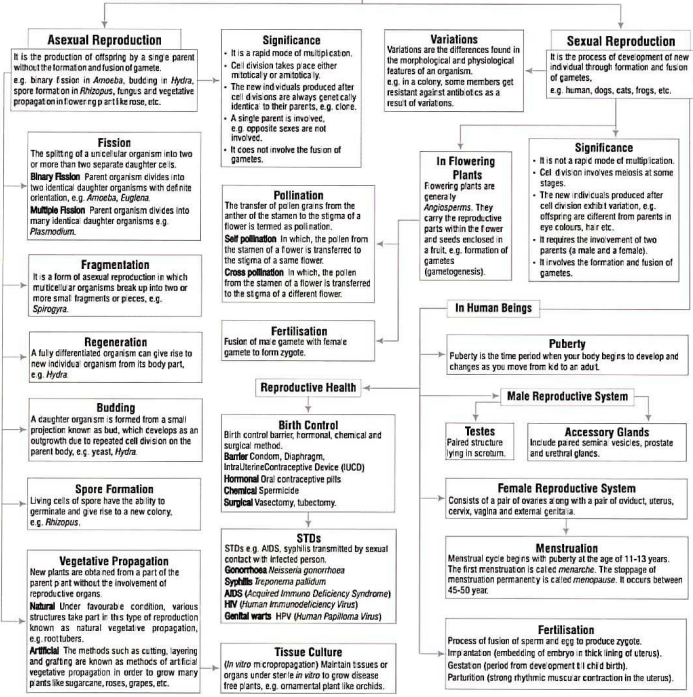 Asexual Reproduction
It is the production of offspring by a single parent
without the formation and fusion of gamete.
e.g. binary fission in Amoeba, budding in Hydra,
spore formation in Rhizopus, fungus and vegetative
propagation in flowering plant like rose, etc.
Fission
The splitting of a unicellular organism into two
or more than two separate daughter cells.
Binary Fission Parent organism divides into
two identical daughter organisms with definite
orientation, e.g. Amoeba, Euglena.
Multiple Fission Parent organism divides into
many identical daughter organisms e.g.
Plasmodium.
Fragmentation
It is a form of asexual reproduction in which
multicellular organisms break up into two or
more small fragments or pieces, e.g.
Spirogyra.
Regeneration
A fully differentiated organism can give rise to
new individual organism from its body part,
e.g. Hydra.
Budding
A daughter organism is formed from a small
projection known as bud, which develops as an
outgrowth due to repeated cell division on the
parent body, e.g. yeast, Hydra.
Spore Formation
Living cells of spore have the ability to
germinate and give rise to a new colony,
e.g. Rhizopus.
Vegetative Propagation
New plants are obtained from a part of the
parent plant without the involvement of
reproductive organs.
Natural Under favourable condition, various
structures take part in this type of reproduction
known as natural vegetative propagation,
e.g. root tubers.
Artificial The methods such as cutting, layering
and grafting are known as methods of artificial
vegetative propagation in order to grow many
plants like sugarcane, roses, grapes, etc.
Significance
• It is a rapid mode of multiplication.
• Cell division take place either
mitotically or amitotically.
• The new individuals produced after
cell divisions are always genetically
identical to their parents, e.g. clone.
• A single parent is involved,
e.g. opposite sexes are not
involved.
• It does not involve the fusion of
gametes.
Pollination
The transfer of pollen grains from the
anther of the stamen to the stigma of
a flower is termed as pollination.
Self pollination In which, the pollen from
the stamen of a flower is transferred to
the stigma of a same flower.
Cross pollination In which, the pollen
from the stamen of a flower is transferred
to the stigma of a different flower.
Fertilisation
Fusion of male gamete with female
gamete to form zygote.
Reproductive Health
Birth Control
Birth control barrier, hormonal, chemical and
surgical method.
Barrier Condom, Diaphragm,
IntraUterineContraceptive Device (IUCD)
Hormonal Oral contraceptive pills
Chemical Spermicide
Surgical Vasectomy, tubectomy.
STDs
STDs e.g. AIDS, syphilis transmitted by sexual
contact with infected person.
Gonorrhoea Neisseria gonorrhoea
Syphilis Treponema pallidum
AIDS (Acquired Immuno Deficiency Syndrome)
HIV (Human Immunodeficiency Virus)
Genital warts HPV (Human Papilloma Virus)
Tissue Culture
(In vitro micropropagation) Maintain tissues or
organs under sterile in vitro to grow disease
free plants, e.g. ornamental plant like orchids.
Variations
Variations are the differences found in
the morphological and physiological
features of an organism.
e.g. in a colony, some members get
resistant against antibiotics as a
result of variations.
In Flowering
Plants
Flowering plants are
generally
Angiosperms. They
carry the reproductive
parts within the flower
and seeds enclosed in
a fruit, e.g. formation of
gametes
(gametogenesis).
Sexual Reproduction
It is the process of development of new
individual through formation and fusion
of gametes,
e.g. human, dogs, cats, frogs, etc.
Significance
• It is not a rapid mode of multiplication.
• Cell division involves meiosis at some
stages.
• The new individuals produced after
cell division exhibit variation, e.g.
offspring are different from parents in
eye colours, hair etc.
• It requires the involvement of two
parents (a male and a female).
• It involves the formation and fusion of
gametes.
In Human Beings
Puberty
Puberty is the time period when your body begins to develop and
changes as you move from kid to an adult.
Male Reproductive System
Testes
Paired structure
lying in scrotum.
Accessory Glands
Include paired seminal vesicles, prostate
and urethral glands.
Female Reproductive System
Consists of a pair of ovaries along with a pair of oviduct, uterus,
cervix, vagina and external genitalia.
Menstruation
Menstrual cycle begins with puberty at the age of 11-13 years.
The first menstruation is called menarche. The stoppage of
menstruation permanently is called menopause. It occurs between
45-50 year.
Fertilisation
Process of fusion of sperm and egg to produce zygote.
Implantation (embedding of embryo in thick lining of uterus).
Gestation (period from development till child birth).
Parturition (strong rhythmic muscular contraction in the uterus).